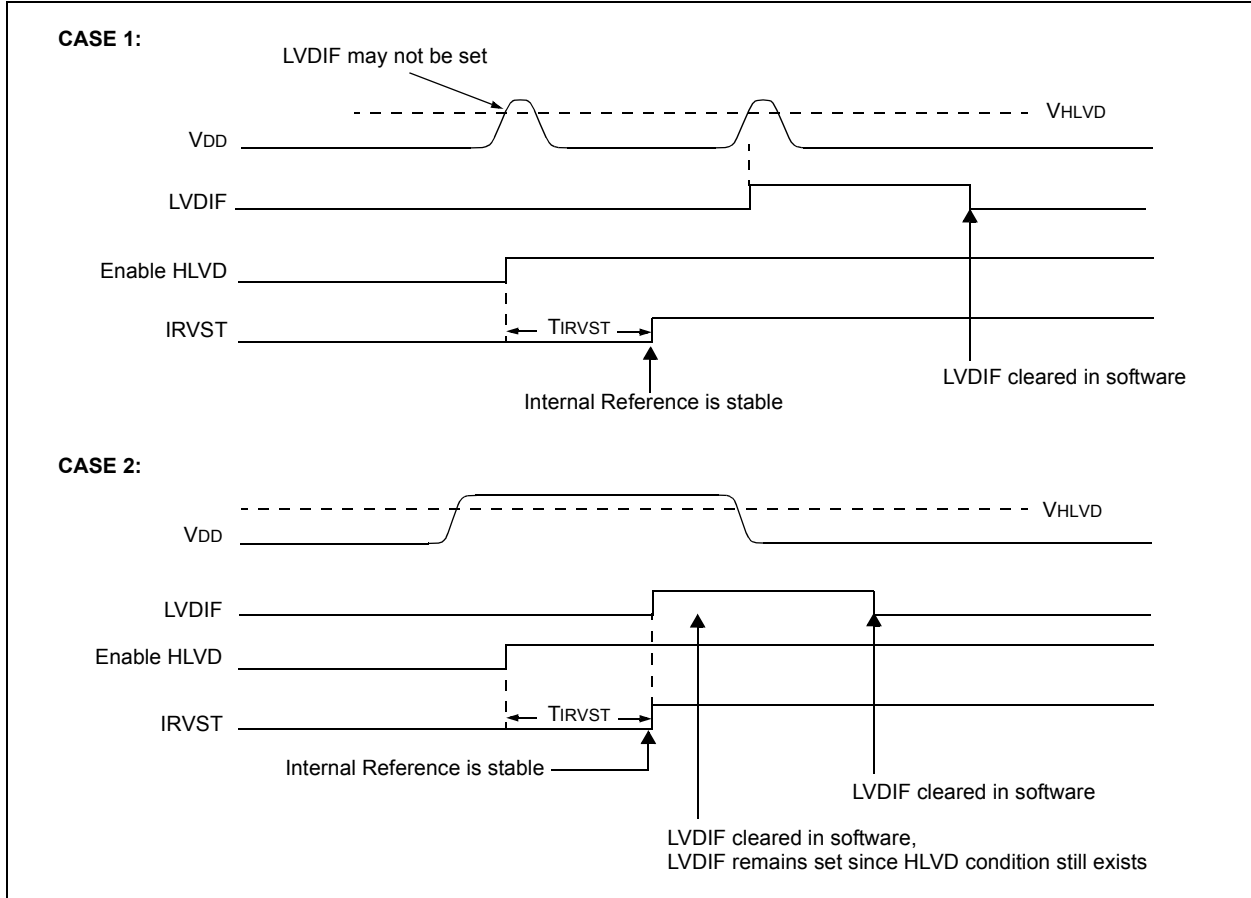 CASE 1:
LVDIF may not be set
VHLVD
VDD
LVDIF
Enable HLVD
IRVST
TIRVST
LVDIF cleared in software
Internal Reference is stable
CASE 2:
VHLVD
VDD
LVDIF
Enable HLVD
TIRVST
IRVST
Internal Reference is stable
LVDIF cleared in software
LVDIF cleared in software,
LVDIF remains set since HLVD condition still exists